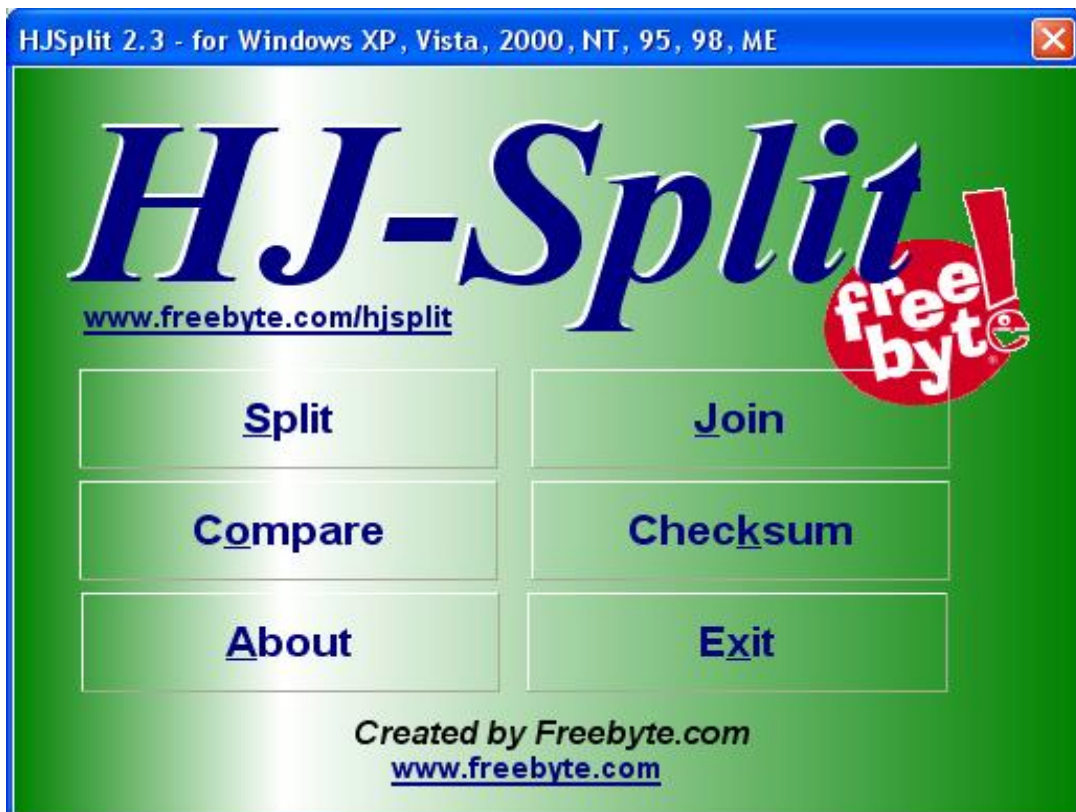 HJSplit 2.3 - for Windows XP, Vista, 2000, NT, 95, 98, ME
HJ-Split
www.freebyte.com/hjsplit
free
byte!
Split
Join
Compare
Checksum
About
Exit
Created by Freebyte.com
www.freebyte.com